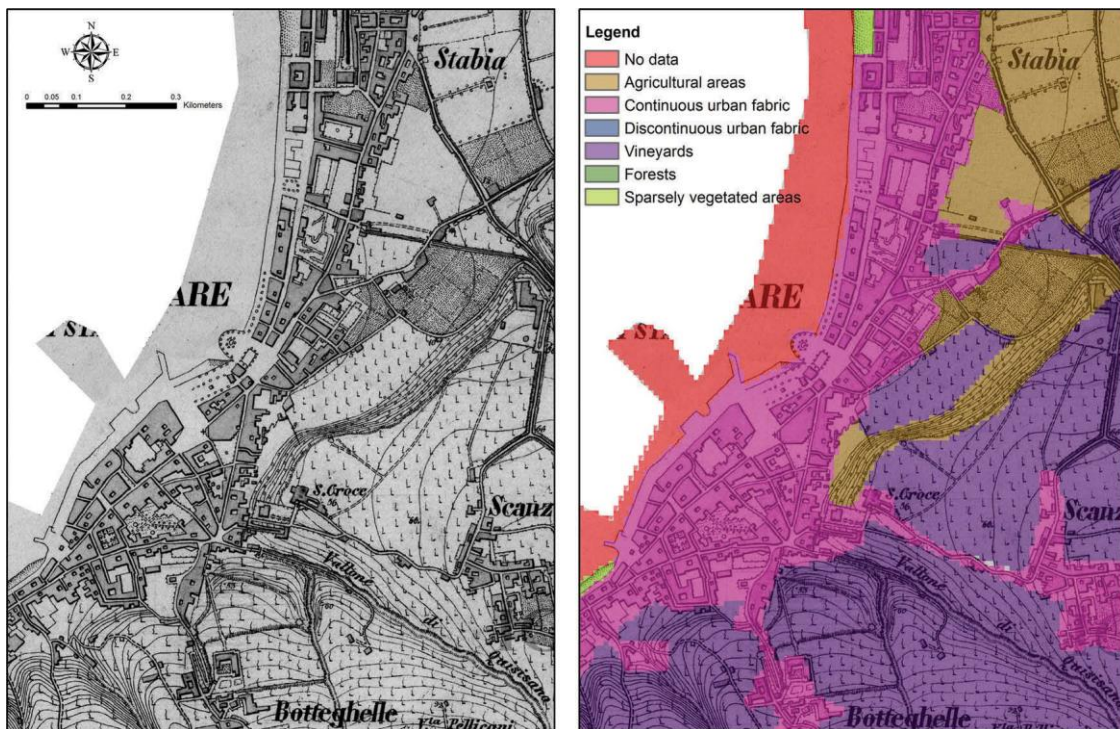 N
W E
S
0 0.05 0.1 0.2 0.3
Kilometers
Stabia
ARE
S. Croce
Scanz
Vallone
di
Quisisana
Botteghelle
Legend
No data
Agricultural areas
Continuous urban fabric
Discontinuous urban fabric
Vineyards
Forests
Sparsely vegetated areas
Stabia
ARE
S. Croce
Scanz
Vallone
di
Quisisana
Botteghelle